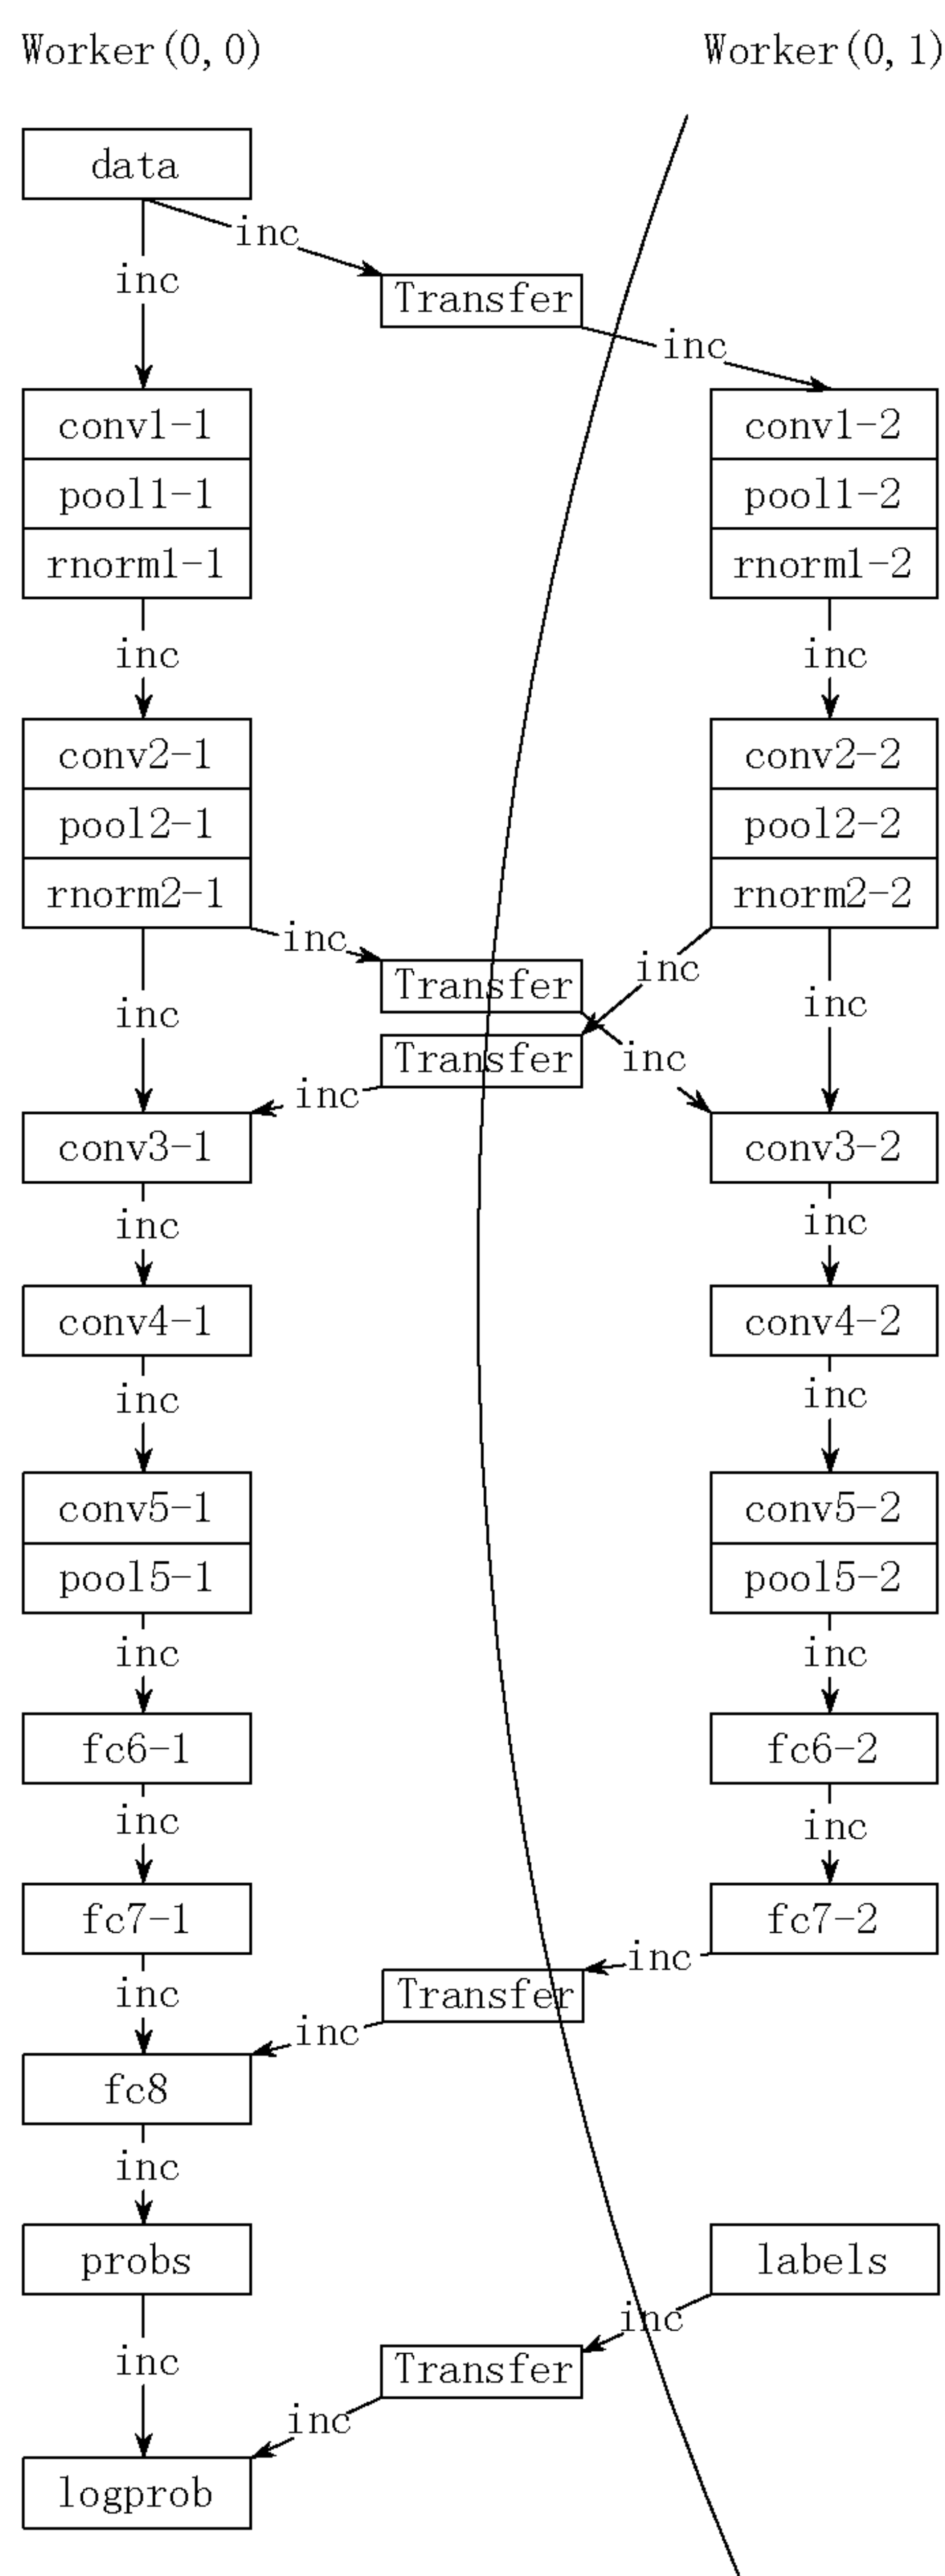 Worker(0,0) Worker(0,1)
data
inc
inc
Transfer
inc
conv1-1 conv1-2
pool1-1 pool1-2
rnorm1-1 rnorm1-2
inc inc
conv2-1 conv2-2
pool2-1 pool2-2
rnorm2-1 rnorm2-2
inc
inc
Transfer
inc inc
Transfer inc
inc
conv3-1 conv3-2
inc inc
conv4-1 conv4-2
inc inc
conv5-1 conv5-2
pool5-1 pool5-2
inc inc
fc6-1 fc6-2
inc inc
fc7-1 fc7-2
inc
inc Transfer
inc
fc8
inc
probs labels
inc
inc Transfer
inc
logprob